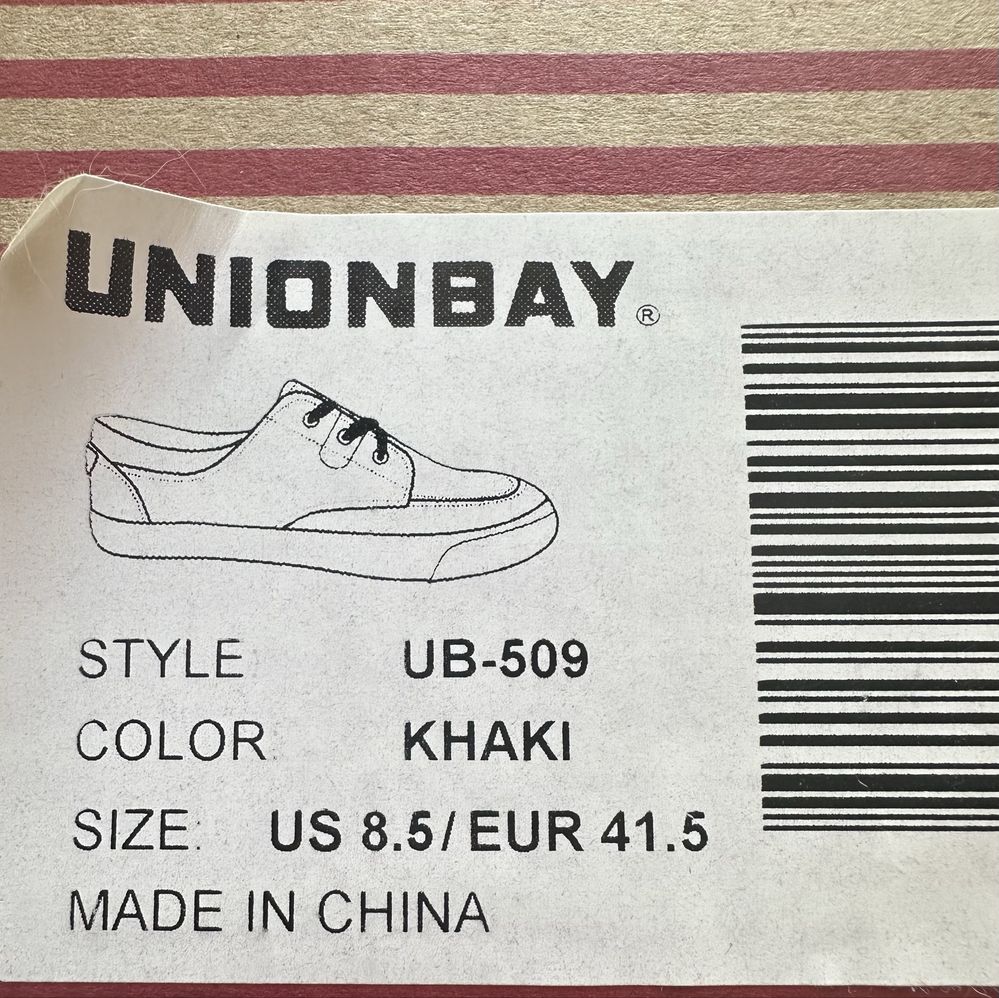 UNIONBAY®
STYLE UB-509
COLOR KHAKI
SIZE: US 8.5/EUR 41.5
MADE IN CHINA